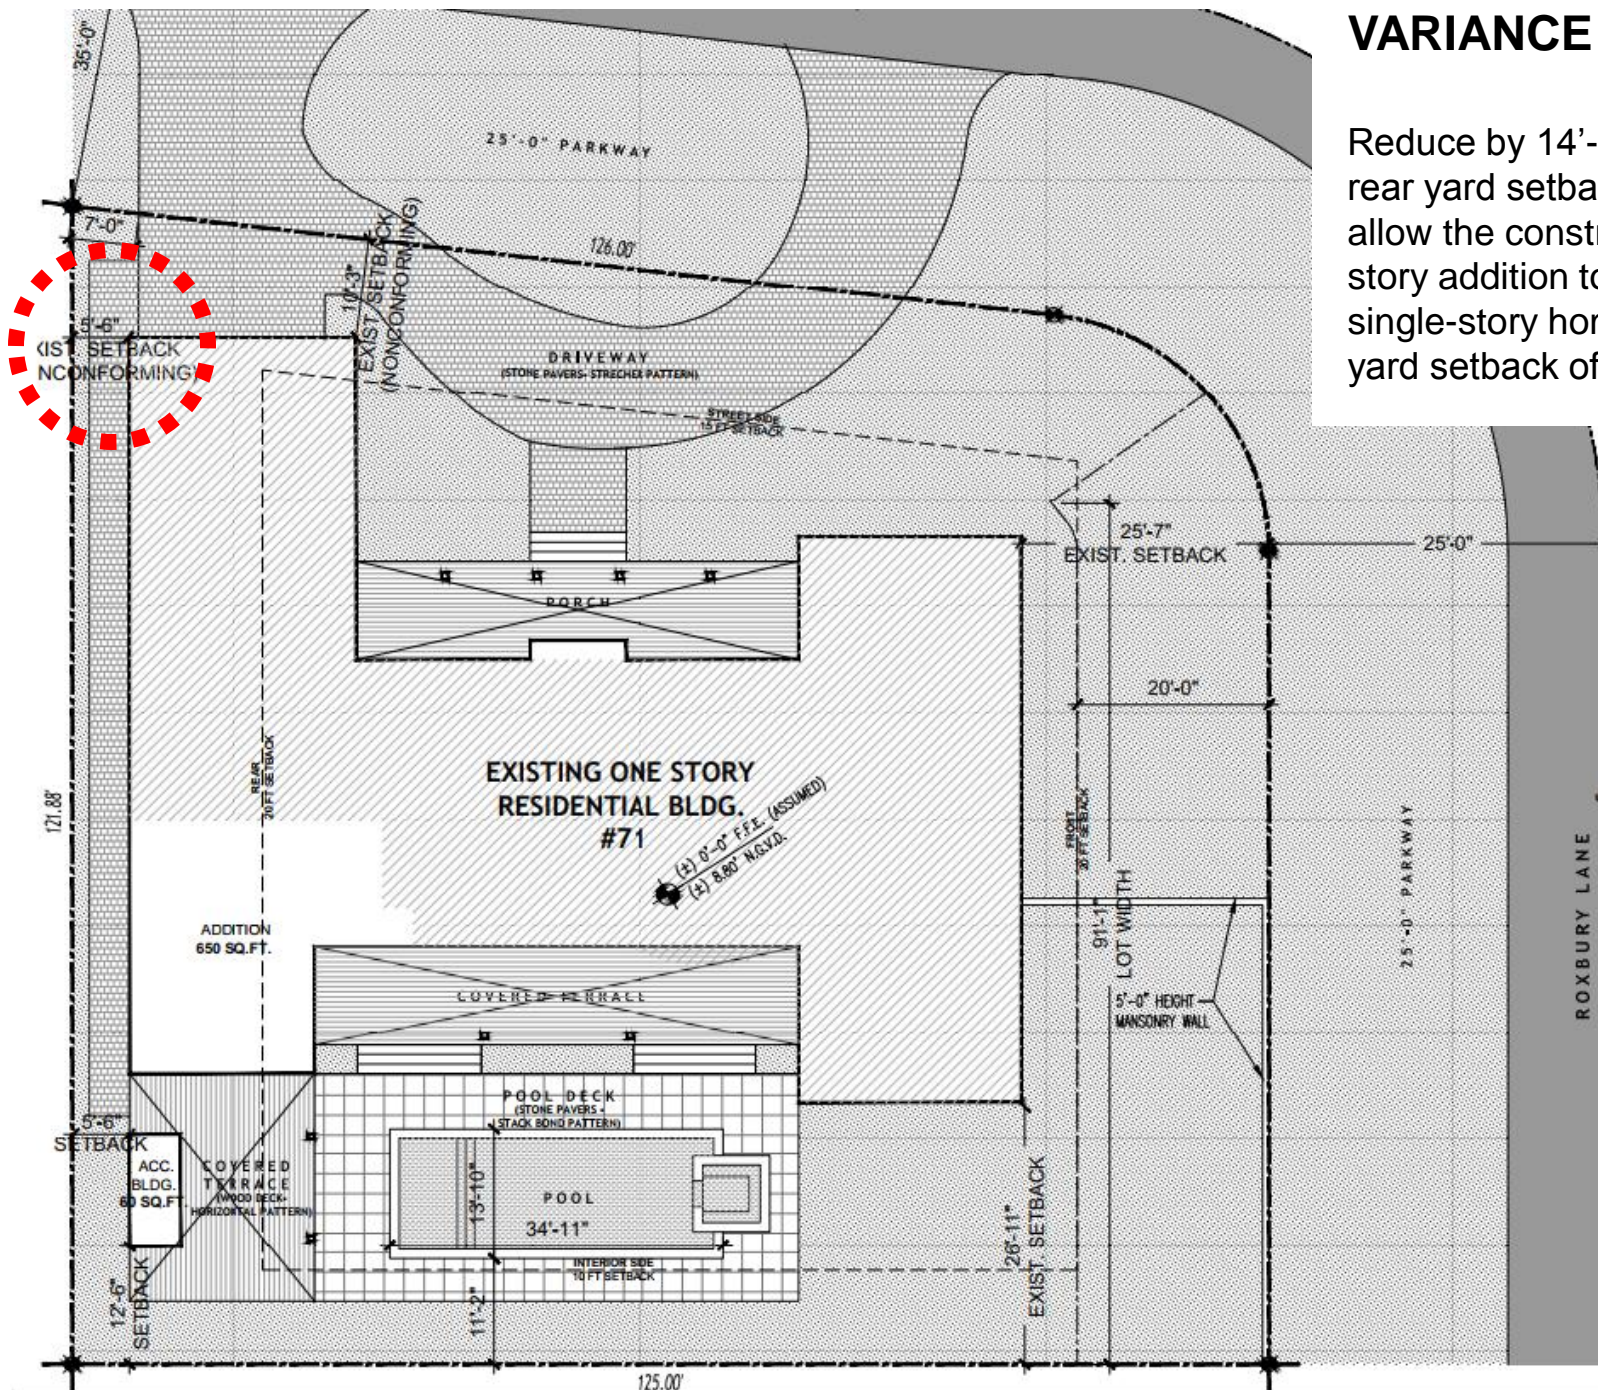 VARIANCE
Reduce by 14’-
rear yard setba
allow the constr
story addition to
single-story hor
yard setback of
35'-0"
25'-0" PARKWAY
7'-0"
126.00'
10'-3"
EXIST. SETBACK
(NONCONFORMING)
5'-6"
XIST. SETBACK
NCONFORMING)
DRIVEWAY
(STONE PAVERS- STRECHER PATTERN)
STREET SIDE
15 FT SETBACK
25'-7"
EXIST. SETBACK
25'-0"
PORCH
20'-0"
REAR
20 FT SETBACK
EXISTING ONE STORY
RESIDENTIAL BLDG.
#71
(±) 0'-0" F.F.E. (ASSUMED)
(±) 8.80' N.G.V.D.
121.88'
FRONT
20 FT SETBACK
25'-0" PARKWAY
ROXBURY LANE
91'-1"
LOT WIDTH
ADDITION
650 SQ.FT.
COVERED TERRACE
5'-0" HEIGHT
MANSONRY WALL
POOL DECK
(STONE PAVERS -
STACK BOND PATTERN)
5'-6"
SETBACK
ACC.
BLDG.
60 SQ.FT.
COVERED
TERRACE
(WOOD DECK-
HORIZONTAL PATTERN)
13'-10"
POOL
34'-11"
INTERIOR SIDE
10 FT SETBACK
26'-11"
EXIST. SETBACK
12'-6"
SETBACK
11'-2"
125.00'